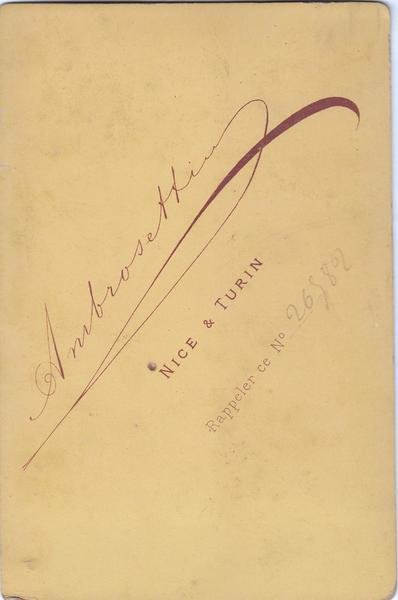 Ambrosetti
NICE & TURIN
Rappeler ce Nº 26582